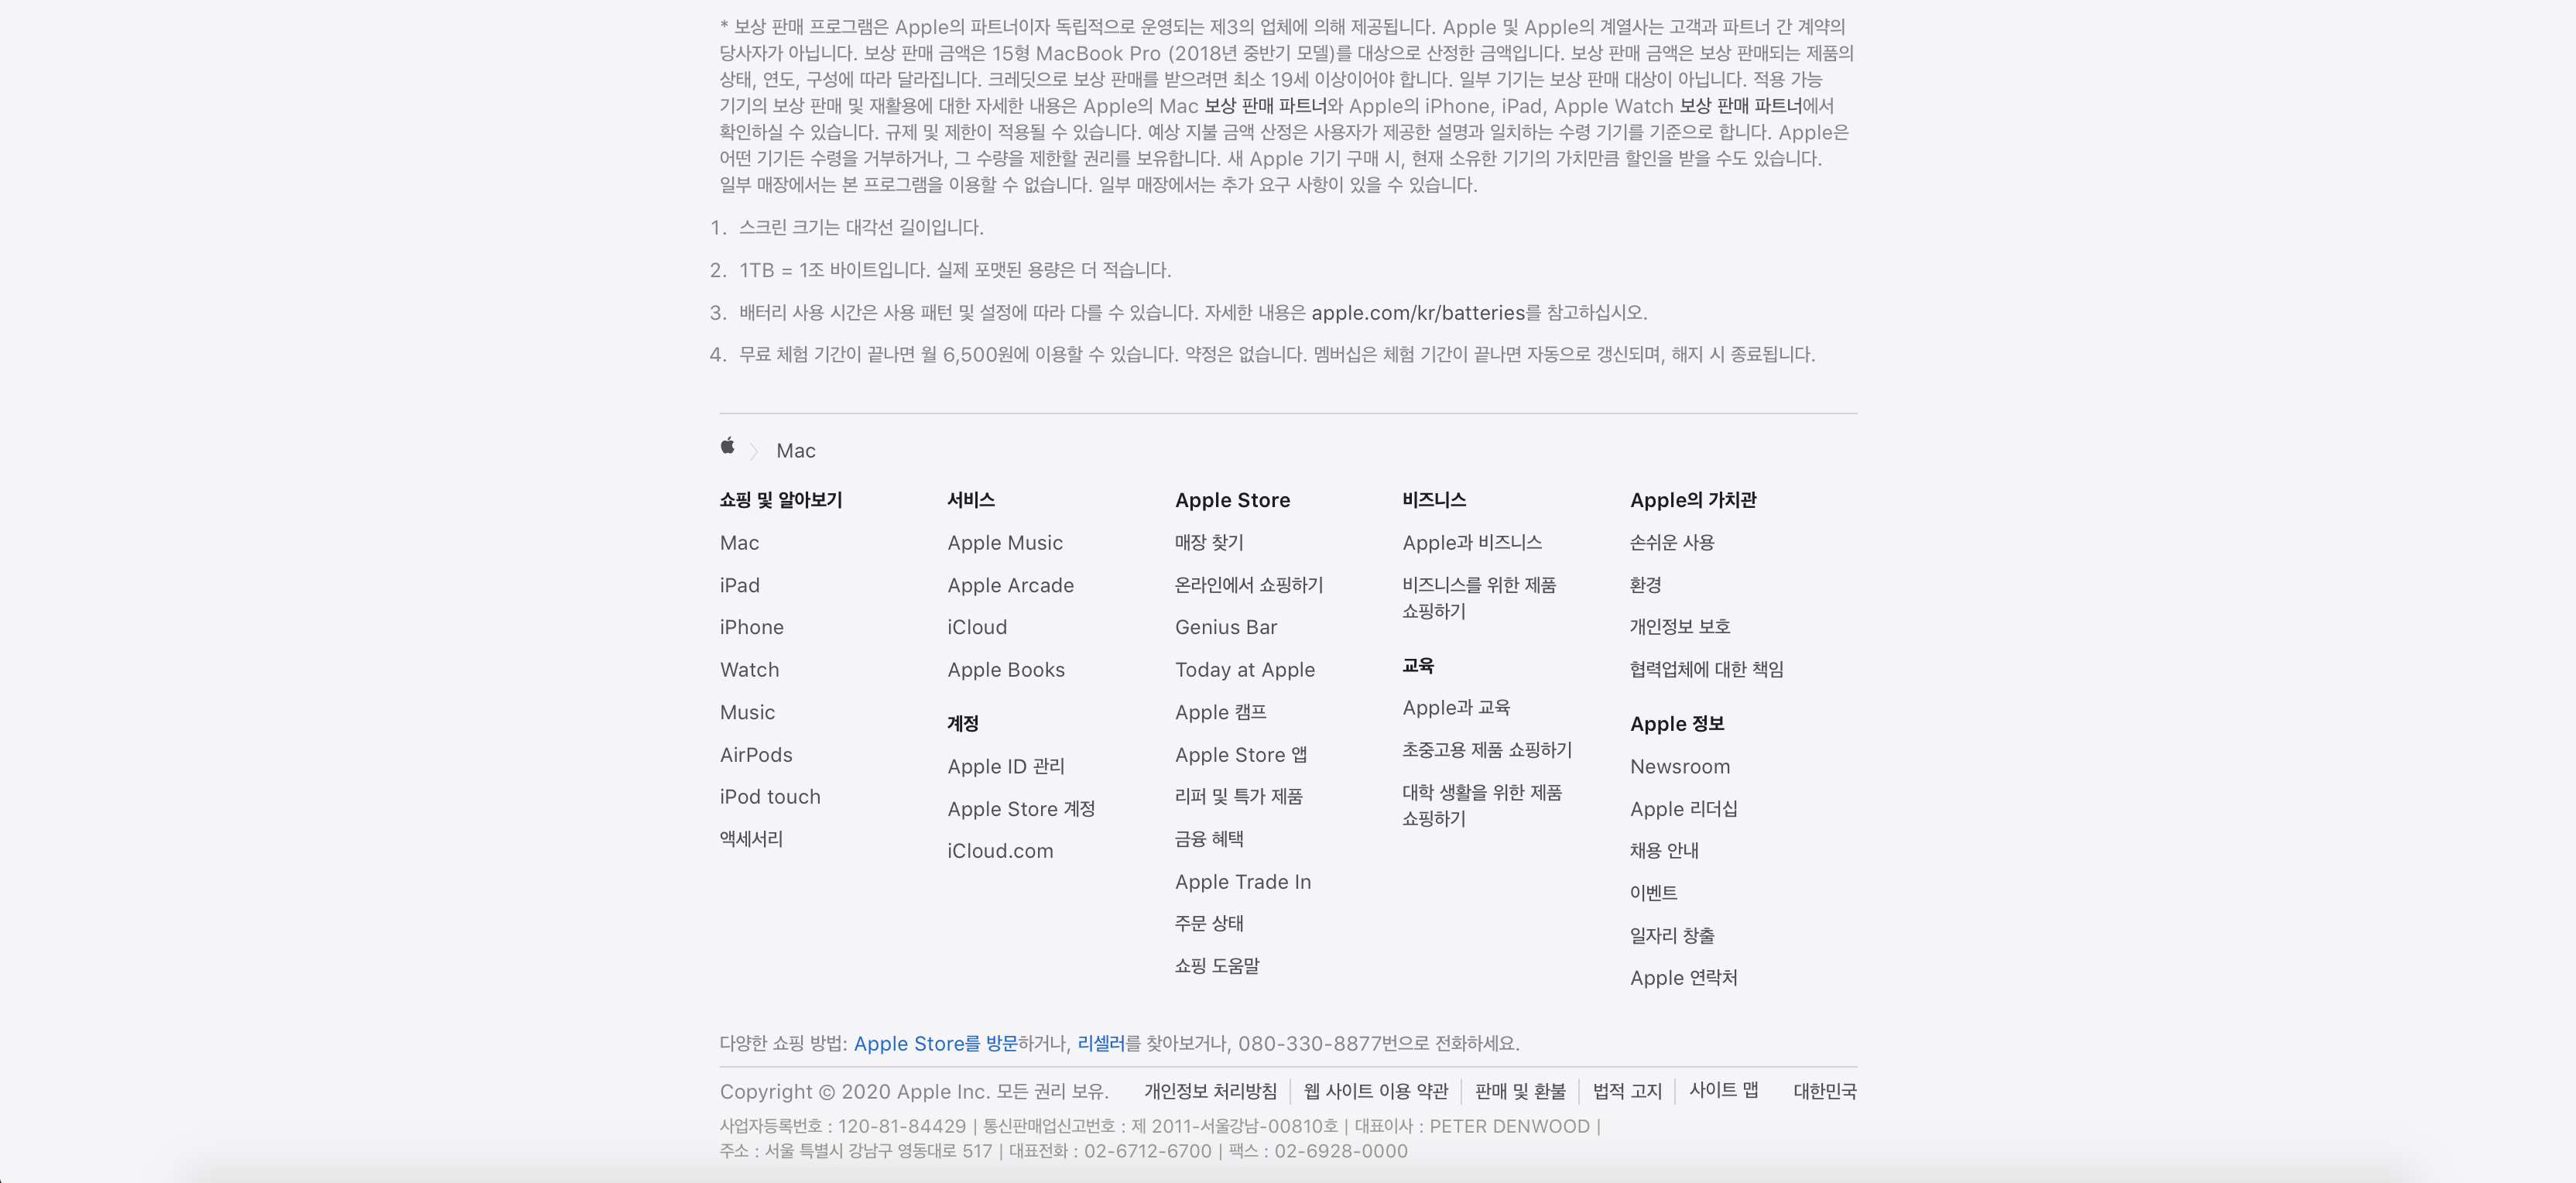 * 보상 판매 프로그램은 Apple의 파트너이자 독립적으로 운영되는 제3의 업체에 의해 제공됩니다. Apple 및 Apple의 계열사는 고객과 파트너 간 계약의
당사자가 아닙니다. 보상 판매 금액은 15형 MacBook Pro (2018년 중반기 모델)를 대상으로 산정한 금액입니다. 보상 판매 금액은 보상 판매되는 제품의
상태, 연도, 구성에 따라 달라집니다. 크레딧으로 보상 판매를 받으려면 최소 19세 이상이어야 합니다. 일부 기기는 보상 판매 대상이 아닙니다. 적용 가능
기기의 보상 판매 및 재활용에 대한 자세한 내용은 Apple의 Mac 보상 판매 파트너와 Apple의 iPhone, iPad, Apple Watch 보상 판매 파트너에서
확인하실 수 있습니다. 규제 및 제한이 적용될 수 있습니다. 예상 지불 금액 산정은 사용자가 제공한 설명과 일치하는 수령 기기를 기준으로 합니다. Apple은
어떤 기기든 수령을 거부하거나, 그 수량을 제한할 권리를 보유합니다. 새 Apple 기기 구매 시, 현재 소유한 기기의 가치만큼 할인을 받을 수도 있습니다.
일부 매장에서는 본 프로그램을 이용할 수 없습니다. 일부 매장에서는 추가 요구 사항이 있을 수 있습니다.
1. 스크린 크기는 대각선 길이입니다.
2. 1TB = 1조 바이트입니다. 실제 포맷된 용량은 더 적습니다.
3. 배터리 사용 시간은 사용 패턴 및 설정에 따라 다를 수 있습니다. 자세한 내용은 apple.com/kr/batteries를 참고하십시오.
4. 무료 체험 기간이 끝나면 월 6,500원에 이용할 수 있습니다. 약정은 없습니다. 멤버십은 체험 기간이 끝나면 자동으로 갱신되며, 해지 시 종료됩니다.
Mac
쇼핑 및 알아보기
Mac
iPad
iPhone
Watch
Music
AirPods
iPod touch
액세서리
서비스
Apple Music
Apple Arcade
iCloud
Apple Books
계정
Apple ID 관리
Apple Store 계정
iCloud.com
Apple Store
매장 찾기
온라인에서 쇼핑하기
Genius Bar
Today at Apple
Apple 캠프
Apple Store 앱
리퍼 및 특가 제품
금융 혜택
Apple Trade In
주문 상태
쇼핑 도움말
비즈니스
Apple과 비즈니스
비즈니스를 위한 제품
쇼핑하기
교육
Apple과 교육
초중고용 제품 쇼핑하기
대학 생활을 위한 제품
쇼핑하기
Apple의 가치관
손쉬운 사용
환경
개인정보 보호
협력업체에 대한 책임
Apple 정보
Newsroom
Apple 리더십
채용 안내
이벤트
일자리 창출
Apple 연락처
다양한 쇼핑 방법: Apple Store를 방문하거나, 리셀러를 찾아보거나, 080-330-8877번으로 전화하세요.
Copyright © 2020 Apple Inc. 모든 권리 보유. 개인정보 처리방침 | 웹 사이트 이용 약관 | 판매 및 환불 | 법적 고지 | 사이트 맵 대한민국
사업자등록번호 : 120-81-84429 | 통신판매업신고번호 : 제 2011-서울강남-00810호 | 대표이사 : PETER DENWOOD |
주소 : 서울 특별시 강남구 영동대로 517 | 대표전화 : 02-6712-6700 | 팩스 : 02-6928-0000